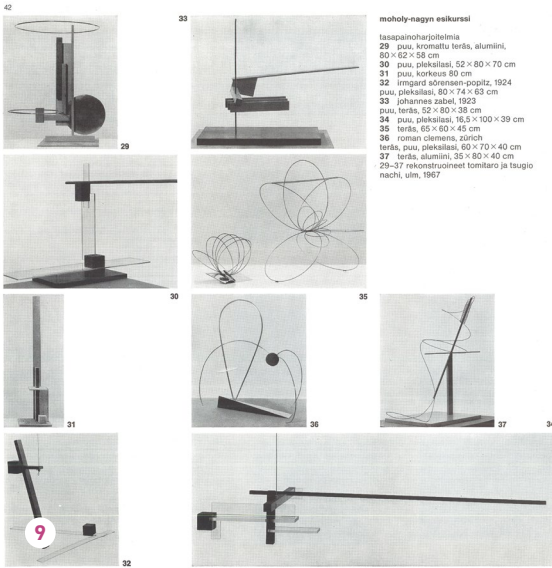 42
33
moholy-nagyn esikurssi
tasapainoharjoitelmia
29 puu, kromattu teräs, alumiini,
80×62×58 cm
30 puu, pleksilasi, 52×80×70 cm
31 puu, korkeus 80 cm
32 irmgard sörensen-popitz, 1924
puu, pleksilasi, 80×74×63 cm
33 johannes zabel, 1923
puu, teräs, 52×80×38 cm
34 puu, pleksilasi, 16,5×100×39 cm
35 teräs, 65×60×45 cm
36 roman clemens, zürich
teräs, puu, pleksilasi, 60×70×40 cm
37 teräs, alumiini, 35×80×40 cm
29–37 rekonstruoineet tomitaro ja tsugio
nachi, ulm, 1967
29
30
35
31
36
37
34
9
32